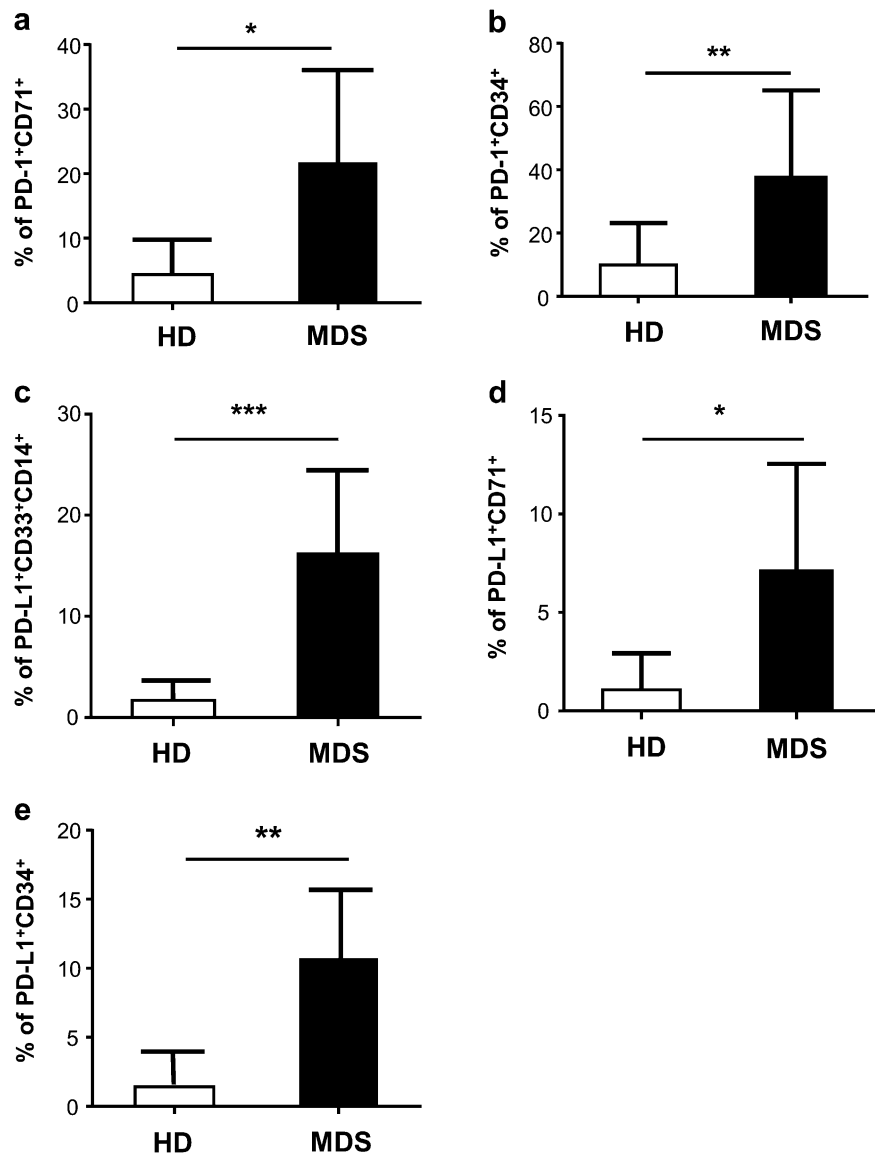 a
% of PD-1⁺CD71⁺
40
30
20
10
0
*
HD
MDS
b
% of PD-1⁺CD34⁺
80
60
40
20
0
**
HD
MDS
c
% of PD-L1⁺CD33⁺CD14⁺
30
20
10
0
***
HD
MDS
d
% of PD-L1⁺CD71⁺
15
10
5
0
*
HD
MDS
e
% of PD-L1⁺CD34⁺
20
15
10
5
0
**
HD
MDS